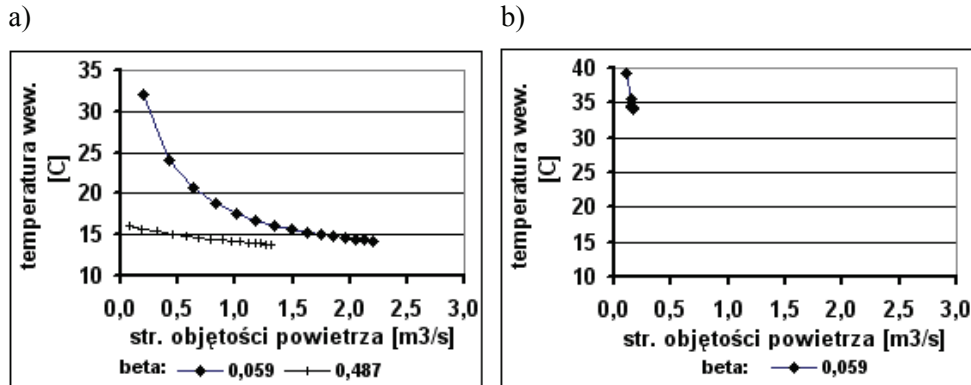 a)
temperatura wew.
[C]
35
30
25
20
15
10
0,0 0,5 1,0 1,5 2,0 2,5 3,0
str. objętości powietrza [m3/s]
beta: 0,059 0,487
b)
temperatura wew.
[C]
40
35
30
25
20
15
10
0,0 0,5 1,0 1,5 2,0 2,5 3,0
str. objętości powietrza [m3/s]
beta: 0,059